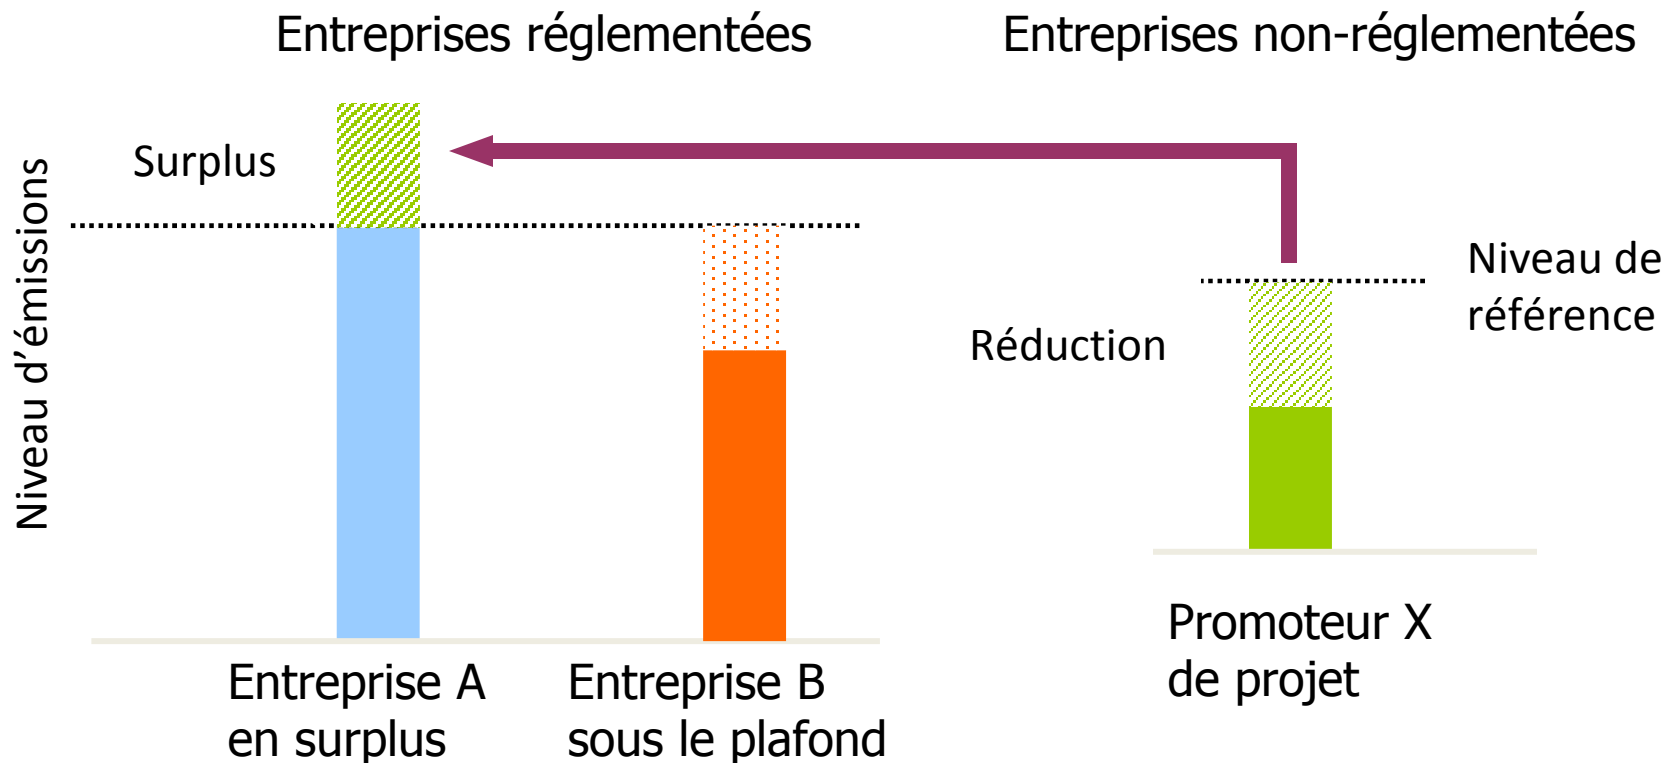 Entreprises réglementées
Entreprises non-réglementées
Niveau d’émissions
Surplus
Réduction
Niveau de
référence
Entreprise A
en surplus
Entreprise B
sous le plafond
Promoteur X
de projet